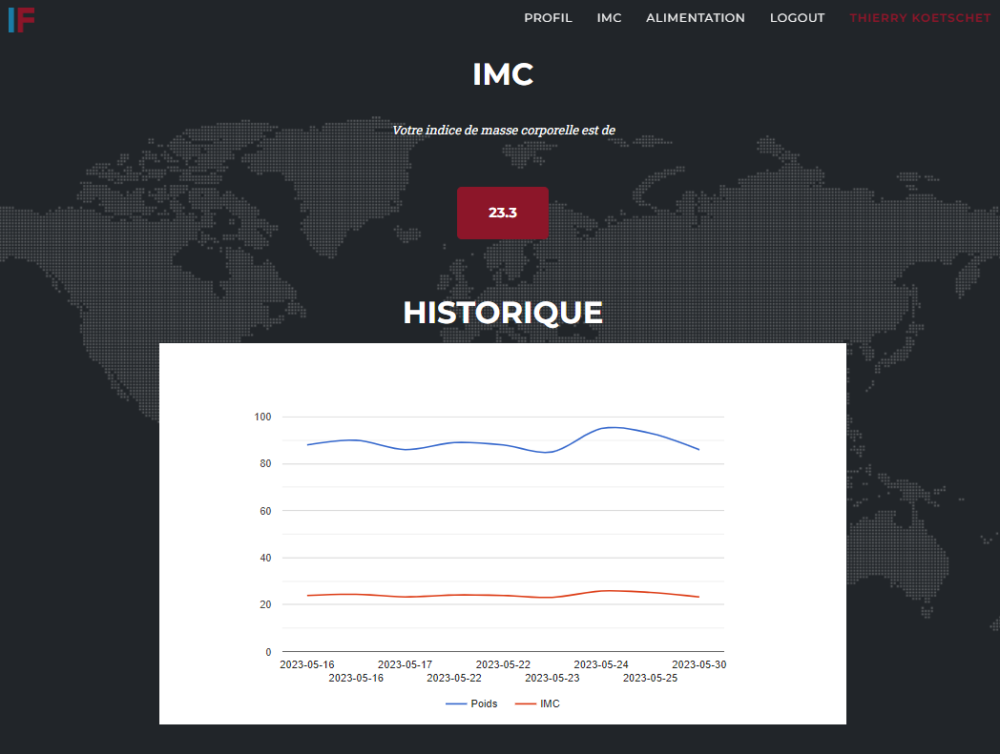 IF
PROFIL IMC ALIMENTATION LOGOUT THIERRY KOETSCHET
IMC
Votre indice de masse corporelle est de
23.3
HISTORIQUE
100
80
60
40
20
0
2023-05-16 2023-05-17 2023-05-22 2023-05-24 2023-05-30
2023-05-16 2023-05-22 2023-05-23 2023-05-25
Poids IMC